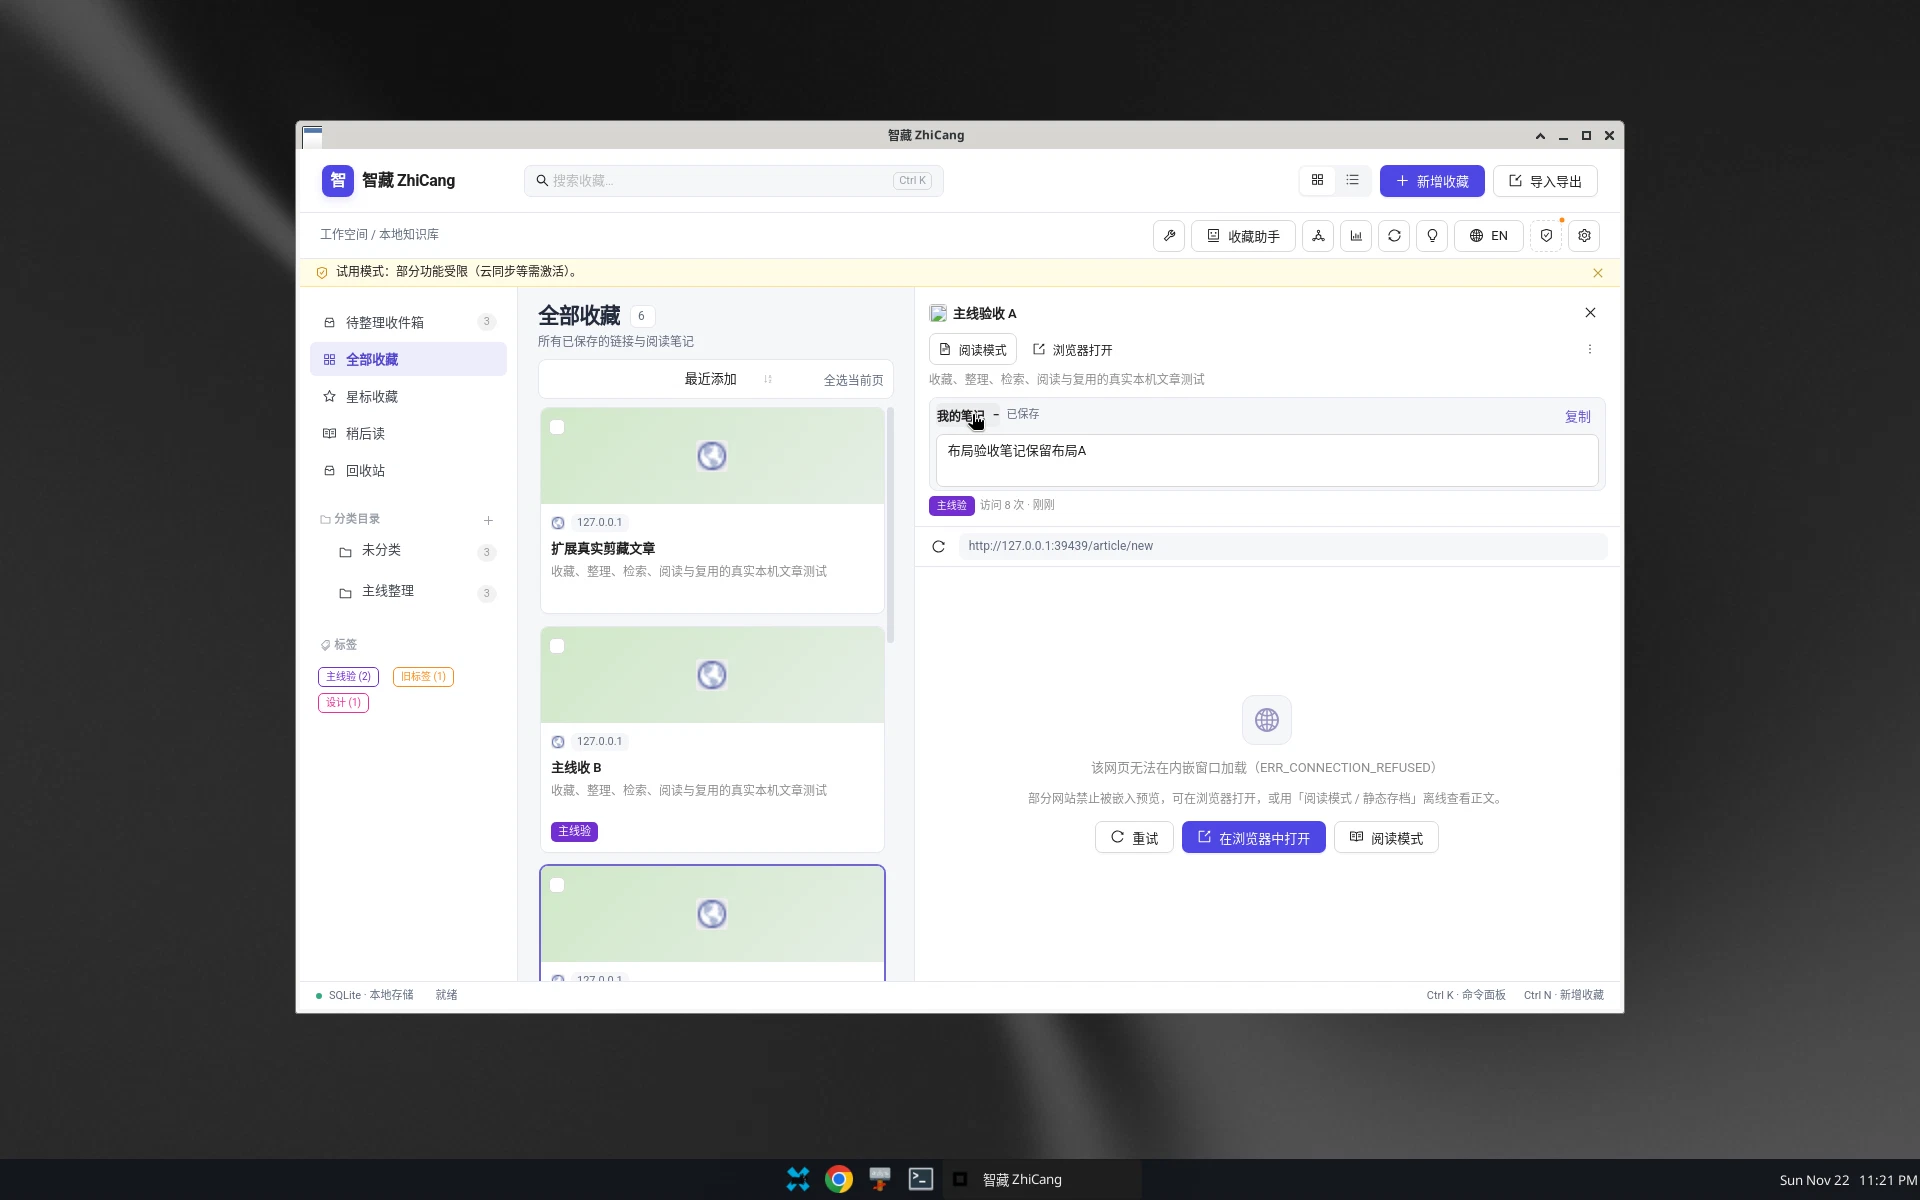 智藏 ZhiCang
智 智藏 ZhiCang
搜索收藏... Ctrl K
新增收藏 导入导出
工作空间 / 本地知识库
收藏助手 EN
试用模式：部分功能受限（云同步等需激活）。
待整理收件箱 3
全部收藏
星标收藏
稍后读
回收站
分类目录
未分类 3
主线整理 3
标签
主线验 (2) 旧标签 (1)
设计 (1)
全部收藏 6
所有已保存的链接与阅读笔记
最近添加 全选当前页
127.0.0.1
扩展真实剪藏文章
收藏、整理、检索、阅读与复用的真实本机文章测试
127.0.0.1
主线收 B
收藏、整理、检索、阅读与复用的真实本机文章测试
主线验
127.0.0.1
主线验收 A
阅读模式 浏览器打开
收藏、整理、检索、阅读与复用的真实本机文章测试
我的笔记 已保存 复制
布局验收笔记保留布局A
主线验 访问 8 次 · 刚刚
http://127.0.0.1:39439/article/new
该网页无法在内嵌窗口加载（ERR_CONNECTION_REFUSED）
部分网站禁止被嵌入预览，可在浏览器打开，或用「阅读模式 / 静态存档」离线查看正文。
重试 在浏览器中打开 阅读模式
SQLite · 本地存储 就绪
Ctrl K · 命令面板 Ctrl N · 新增收藏
智藏 ZhiCang
Sun Nov 22 11:21 PM